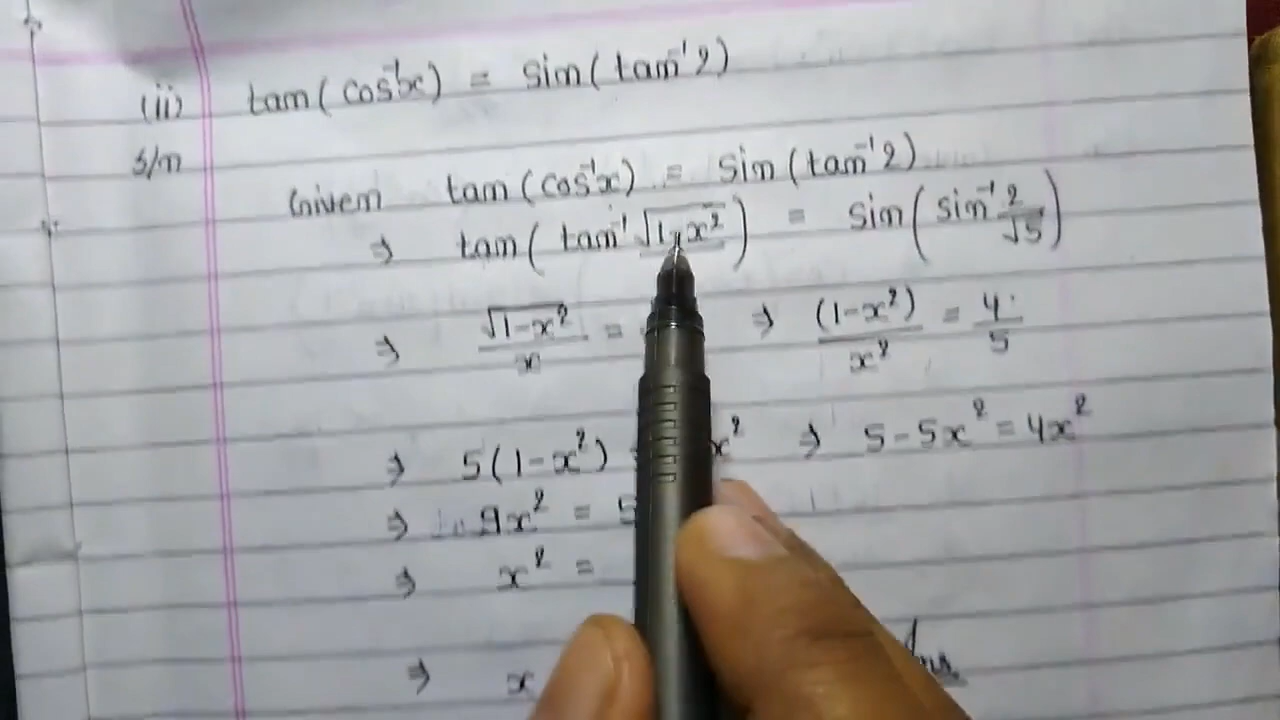 (ii) tan(cos⁻¹x) = sin(tan⁻¹2)
s/n
Given tan(cos⁻¹x) = sin(tan⁻¹2)
⇒ tan(tan⁻¹ √1-x²) = sin(sin⁻¹ 2/√5)
⇒ √1-x²/x = ⇒ (1-x²)/x² = 4/5
⇒ 5(1-x²) x² ⇒ 5-5x² = 4x²
⇒ 9x² = 5
⇒ x² =
⇒ x